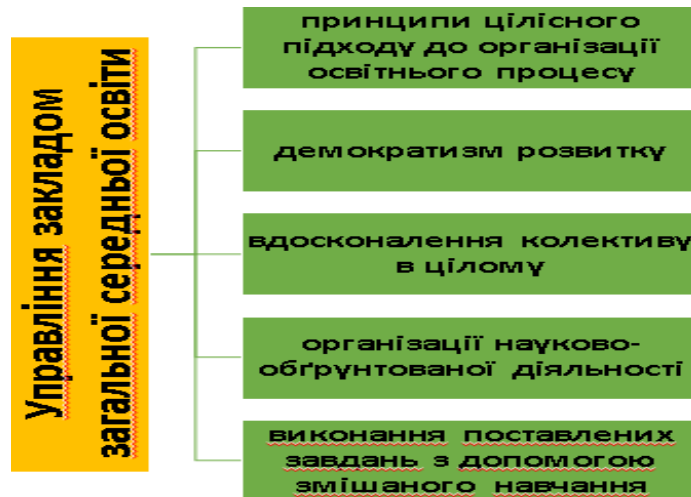 Управління закладом
загальної середньої освіти
принципи цілісного
підходу до організації
освітнього процесу
демократизм розвитку
вдосконалення колективу
в цілому
організації науково-
обґрунтованої діяльності
виконання поставлених
завдань з допомогою
змішаного навчання